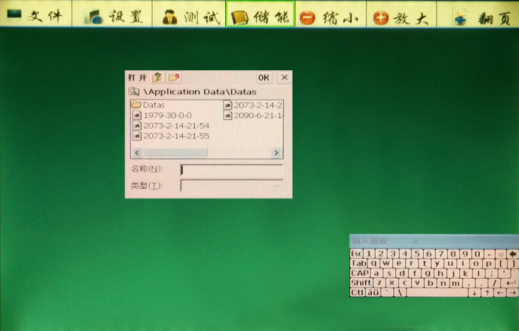 文件 设置 测试 储能 缩小 放大 翻页
打开 OK ×
\Application Data\Datas
Datas 2073-2-14-2
1979-30-0-0 2090-6-21-1
2073-2-14-21-54
2073-2-14-21-55
名称(N):
类型(T):
输入面板
Esc 1 2 3 4 5 6 7 8 9 0 - =
Tab q w e r t y u i o p [ ]
CAP a s d f g h j k l ; '
Shift z x c v b n m , . /
Ctl áü ` \